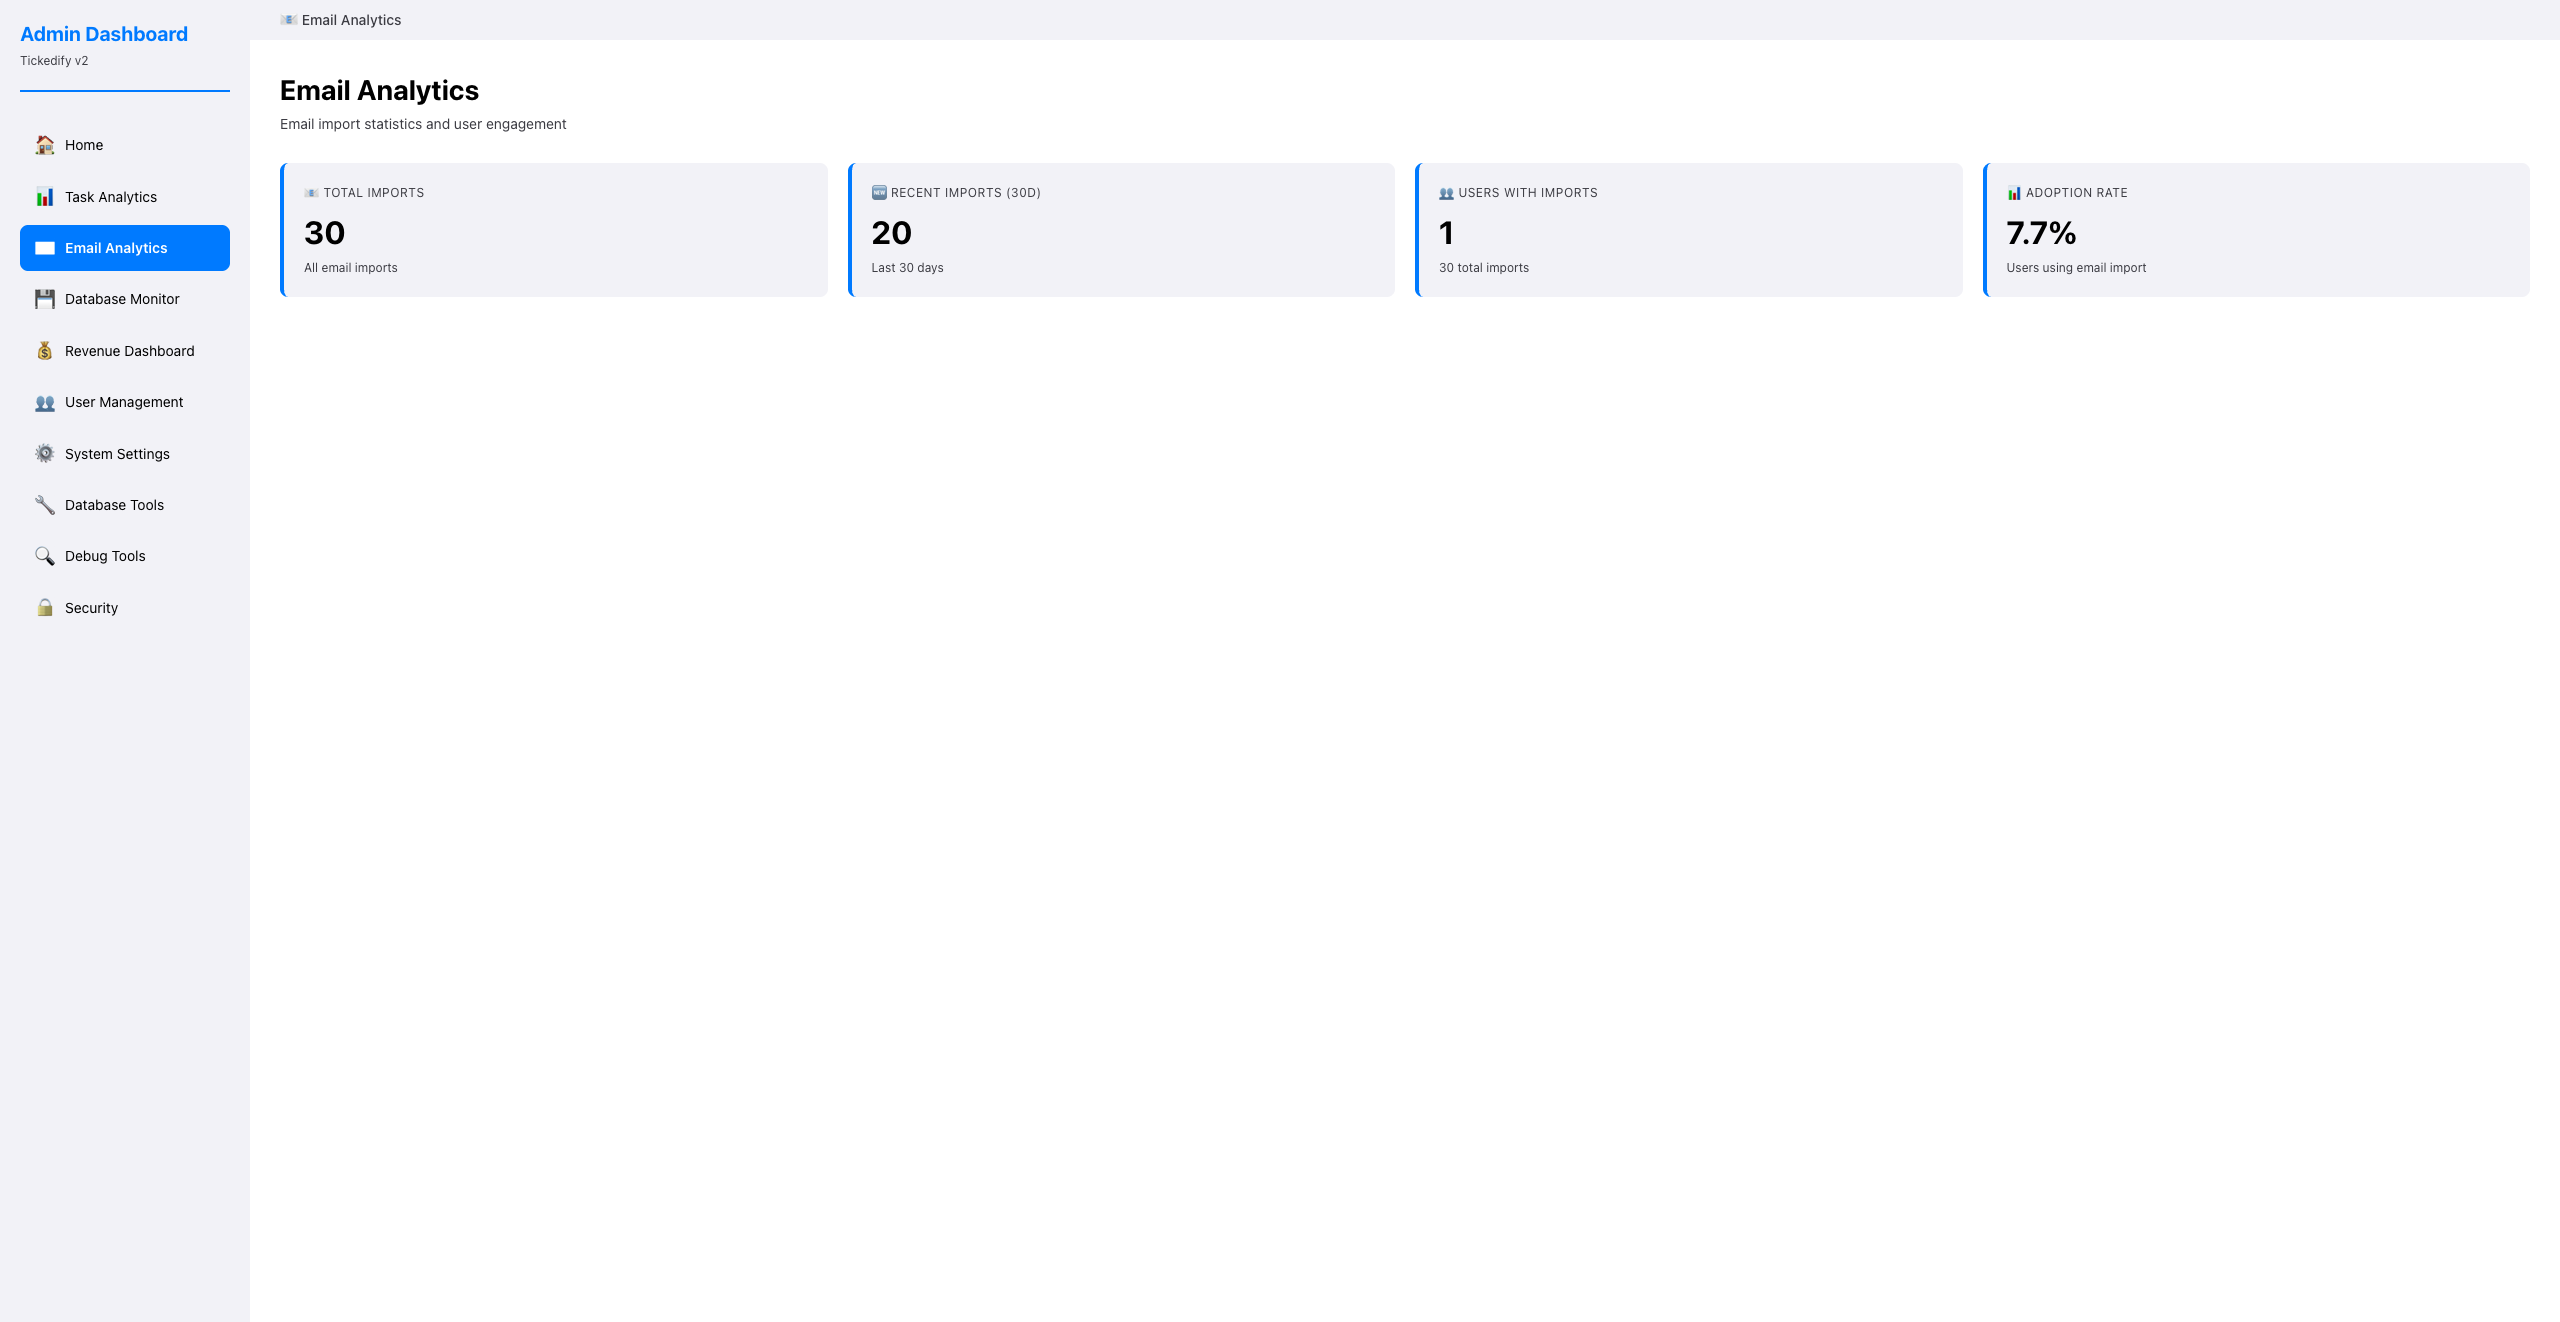 Admin Dashboard
Tickedify v2
Home
Task Analytics
Email Analytics
Database Monitor
Revenue Dashboard
User Management
System Settings
Database Tools
Debug Tools
Security
Email Analytics
Email Analytics
Email import statistics and user engagement
TOTAL IMPORTS
30
All email imports
RECENT IMPORTS (30D)
20
Last 30 days
USERS WITH IMPORTS
1
30 total imports
ADOPTION RATE
7.7%
Users using email import